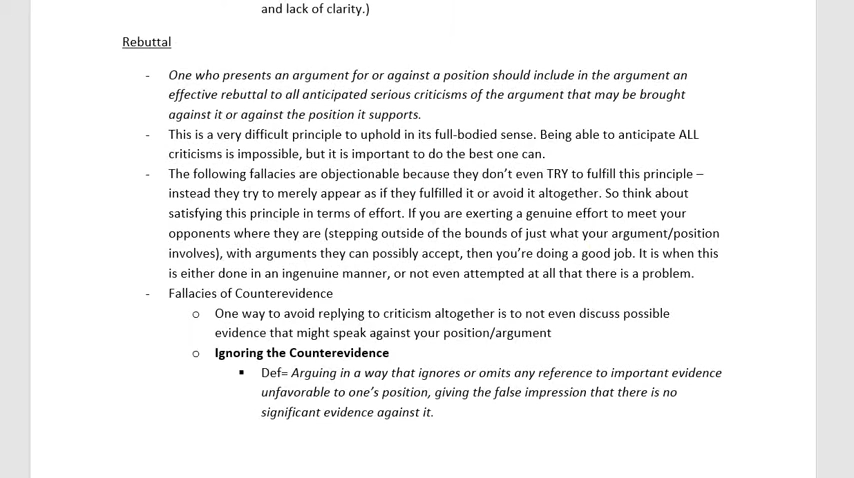 and lack of clarity.)
Rebuttal
- One who presents an argument for or against a position should include in the argument an
effective rebuttal to all anticipated serious criticisms of the argument that may be brought
against it or against the position it supports.
- This is a very difficult principle to uphold in its full-bodied sense. Being able to anticipate ALL
criticisms is impossible, but it is important to do the best one can.
- The following fallacies are objectionable because they don't even TRY to fulfill this principle –
instead they try to merely appear as if they fulfilled it or avoid it altogether. So think about
satisfying this principle in terms of effort. If you are exerting a genuine effort to meet your
opponents where they are (stepping outside of the bounds of just what your argument/position
involves), with arguments they can possibly accept, then you're doing a good job. It is when this
is either done in an ingenuine manner, or not even attempted at all that there is a problem.
- Fallacies of Counterevidence
o One way to avoid replying to criticism altogether is to not even discuss possible
evidence that might speak against your position/argument
o Ignoring the Counterevidence
▪ Def= Arguing in a way that ignores or omits any reference to important evidence
unfavorable to one's position, giving the false impression that there is no
significant evidence against it.